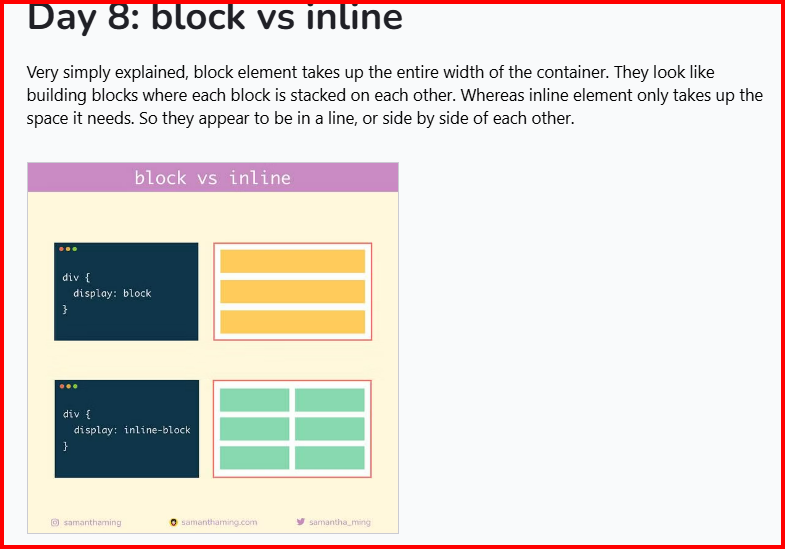 Day 8: block vs inline
Very simply explained, block element takes up the entire width of the container. They look like
building blocks where each block is stacked on each other. Whereas inline element only takes up the
space it needs. So they appear to be in a line, or side by side of each other.
block vs inline
div {
display: block
}
div {
display: inline-block
}
samanthaming
samanthaming.com
samantha_ming